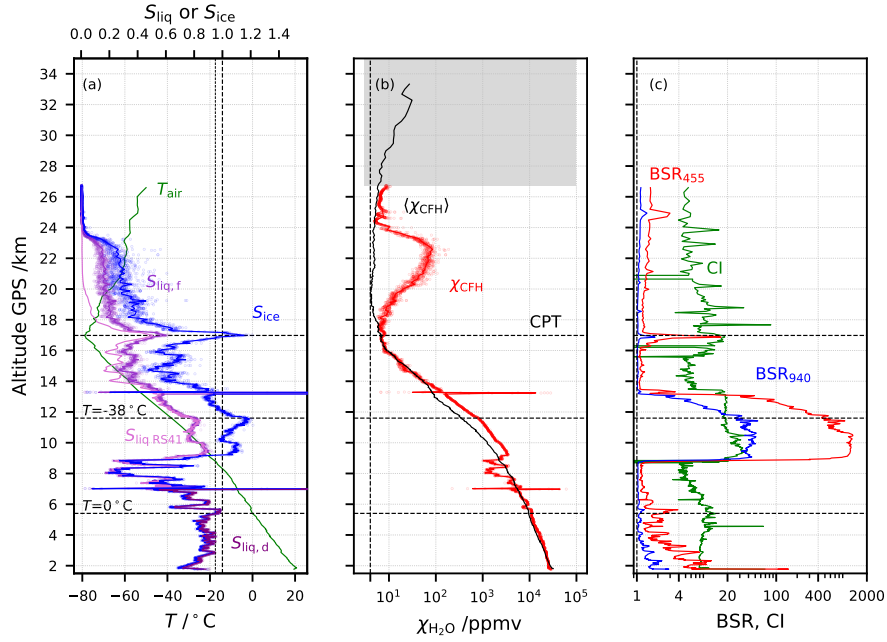 S_liq or S_ice
0.0 0.2 0.4 0.6 0.8 1.0 1.2 1.4
(a)
(b)
(c)
34
32
30
28
26
24
22
20
18
16
14
12
10
8
6
4
2
Altitude GPS /km
T_air
S_liq, f
S_ice
T=-38°C
S_liq RS41
T=0°C
S_liq, d
⟨χ_CFH⟩
χ_CFH
CPT
BSR_455
CI
BSR_940
−80 −60 −40 −20 0 20
10^1 10^2 10^3 10^4 10^5
1 4 20 100 400 2000
T /°C
χ_H₂O /ppmv
BSR, CI